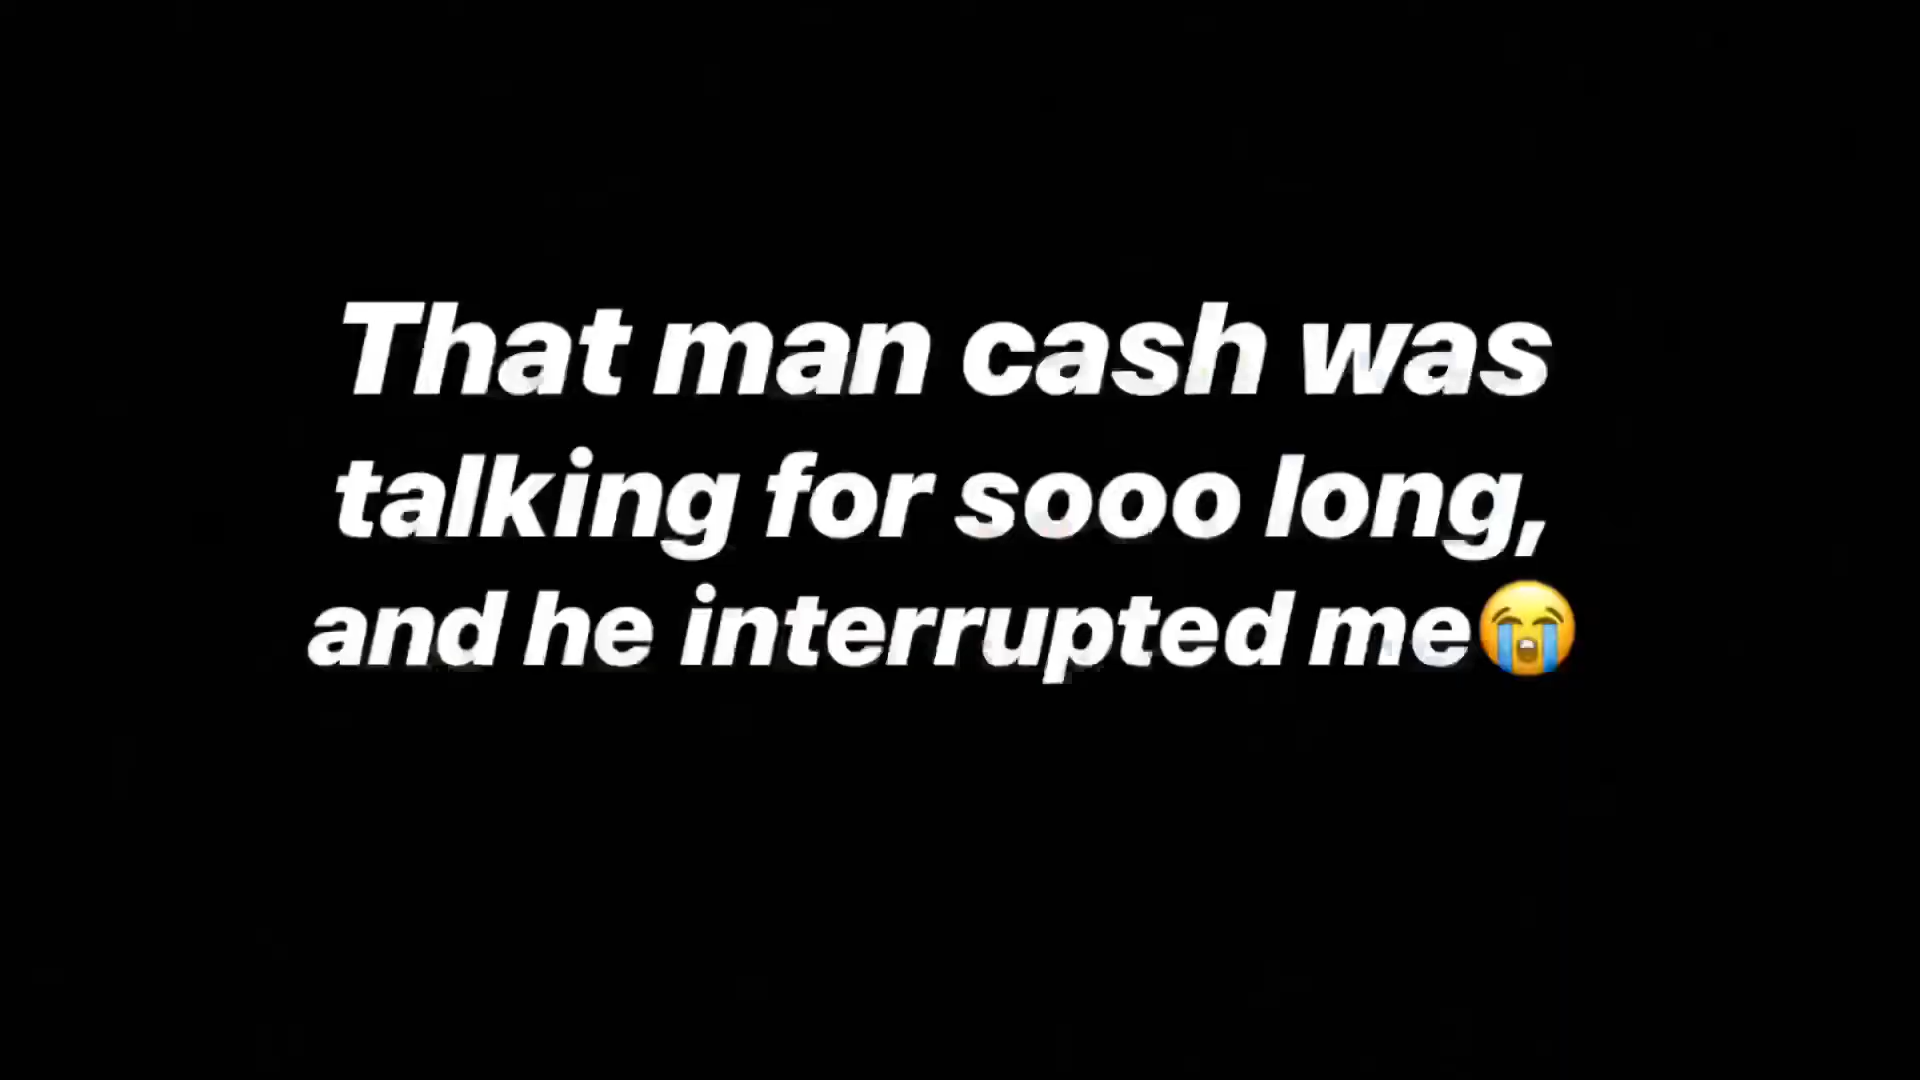 That man cash was
talking for sooo long,
and he interrupted me😭